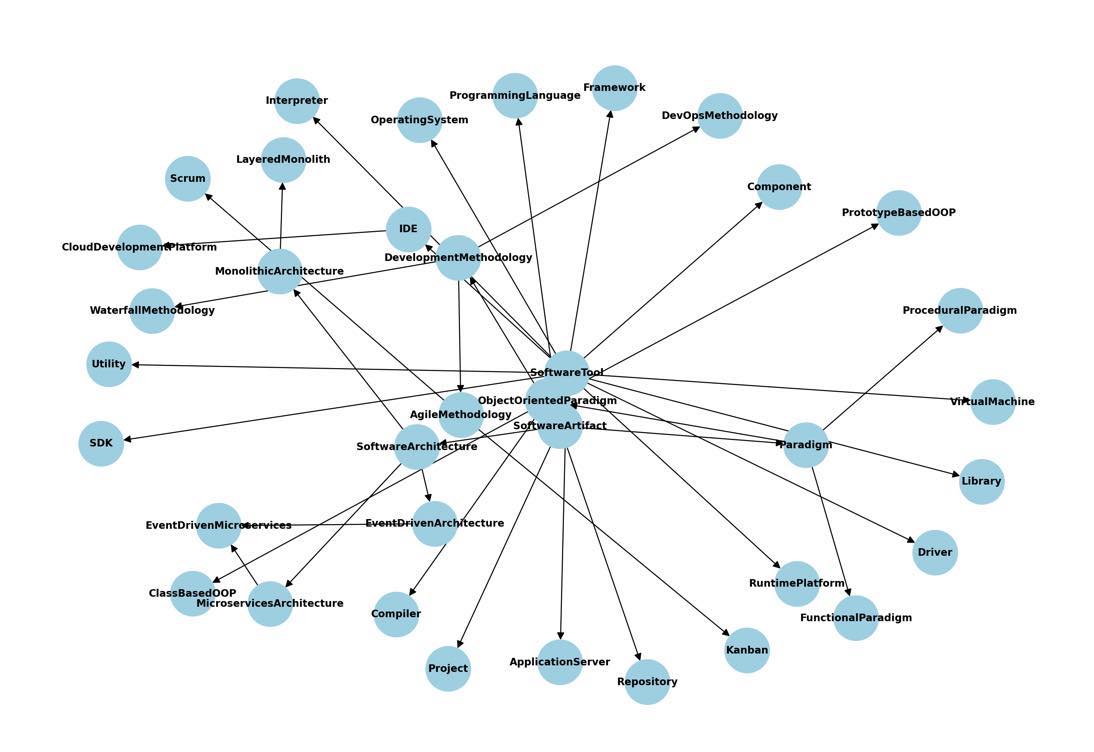 Framework
ProgrammingLanguage
Interpreter
DevOpsMethodology
OperatingSystem
LayeredMonolith
Scrum
Component
PrototypeBasedOOP
IDE
CloudDevelopmentPlatform
DevelopmentMethodology
MonolithicArchitecture
WaterfallMethodology
ProceduralParadigm
Utility
SoftwareTool
ObjectOrientedParadigm
VirtualMachine
AgileMethodology
SoftwareArtifact
SDK
Paradigm
SoftwareArchitecture
Library
EventDrivenArchitecture
EventDrivenMicroservices
Driver
RuntimePlatform
ClassBasedOOP
MicroservicesArchitecture
Compiler
FunctionalParadigm
Kanban
ApplicationServer
Project
Repository